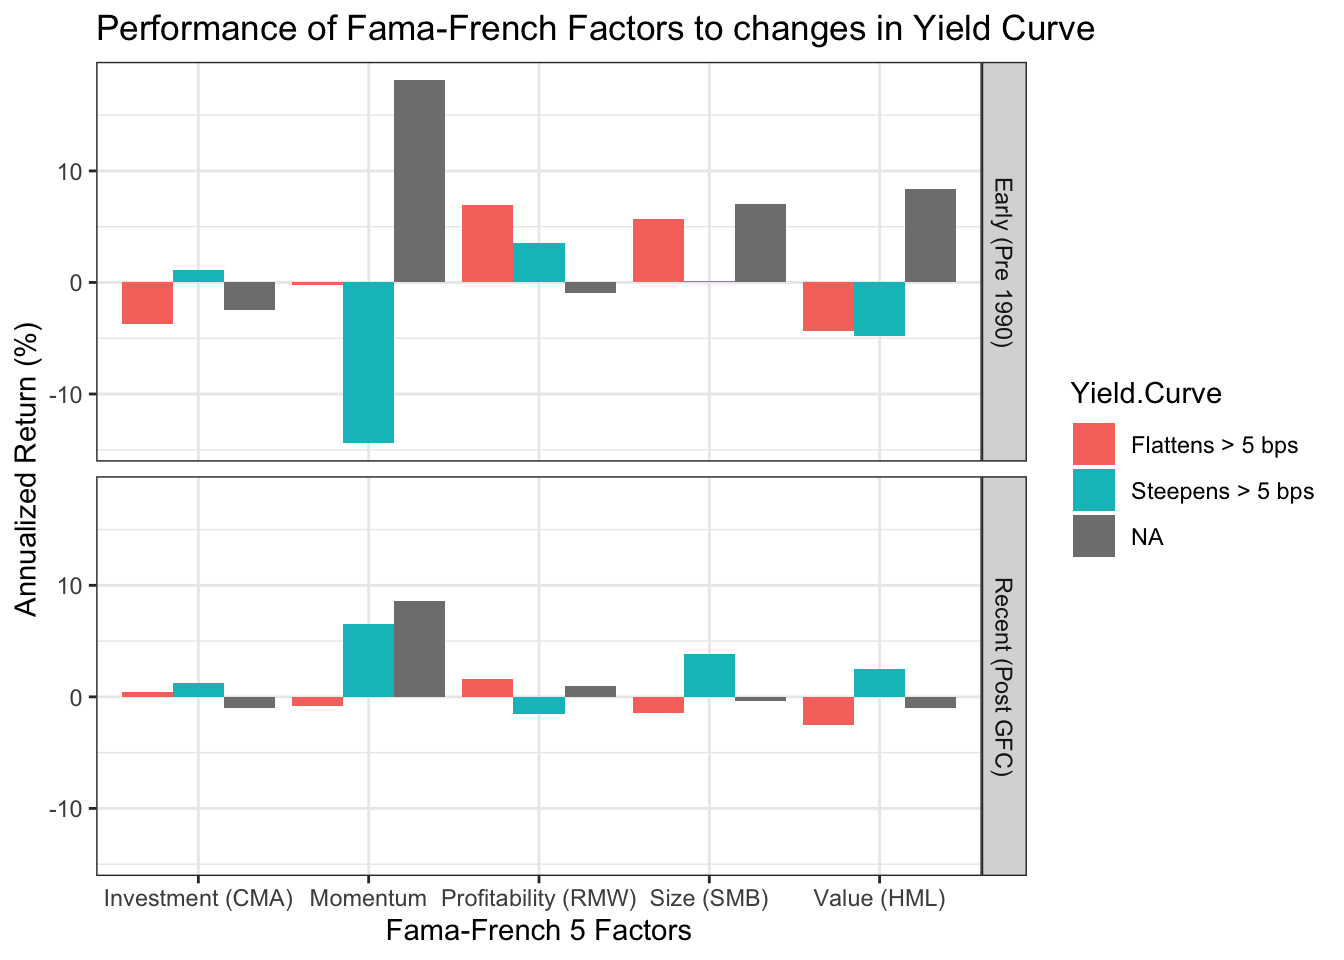 Performance of Fama-French Factors to changes in Yield Curve
Annualized Return (%)
10
0
-10
Early (Pre 1990)
10
0
-10
Recent (Post GFC)
Investment (CMA) Momentum Profitability (RMW) Size (SMB) Value (HML)
Fama-French 5 Factors
Yield.Curve
Flattens > 5 bps
Steepens > 5 bps
NA